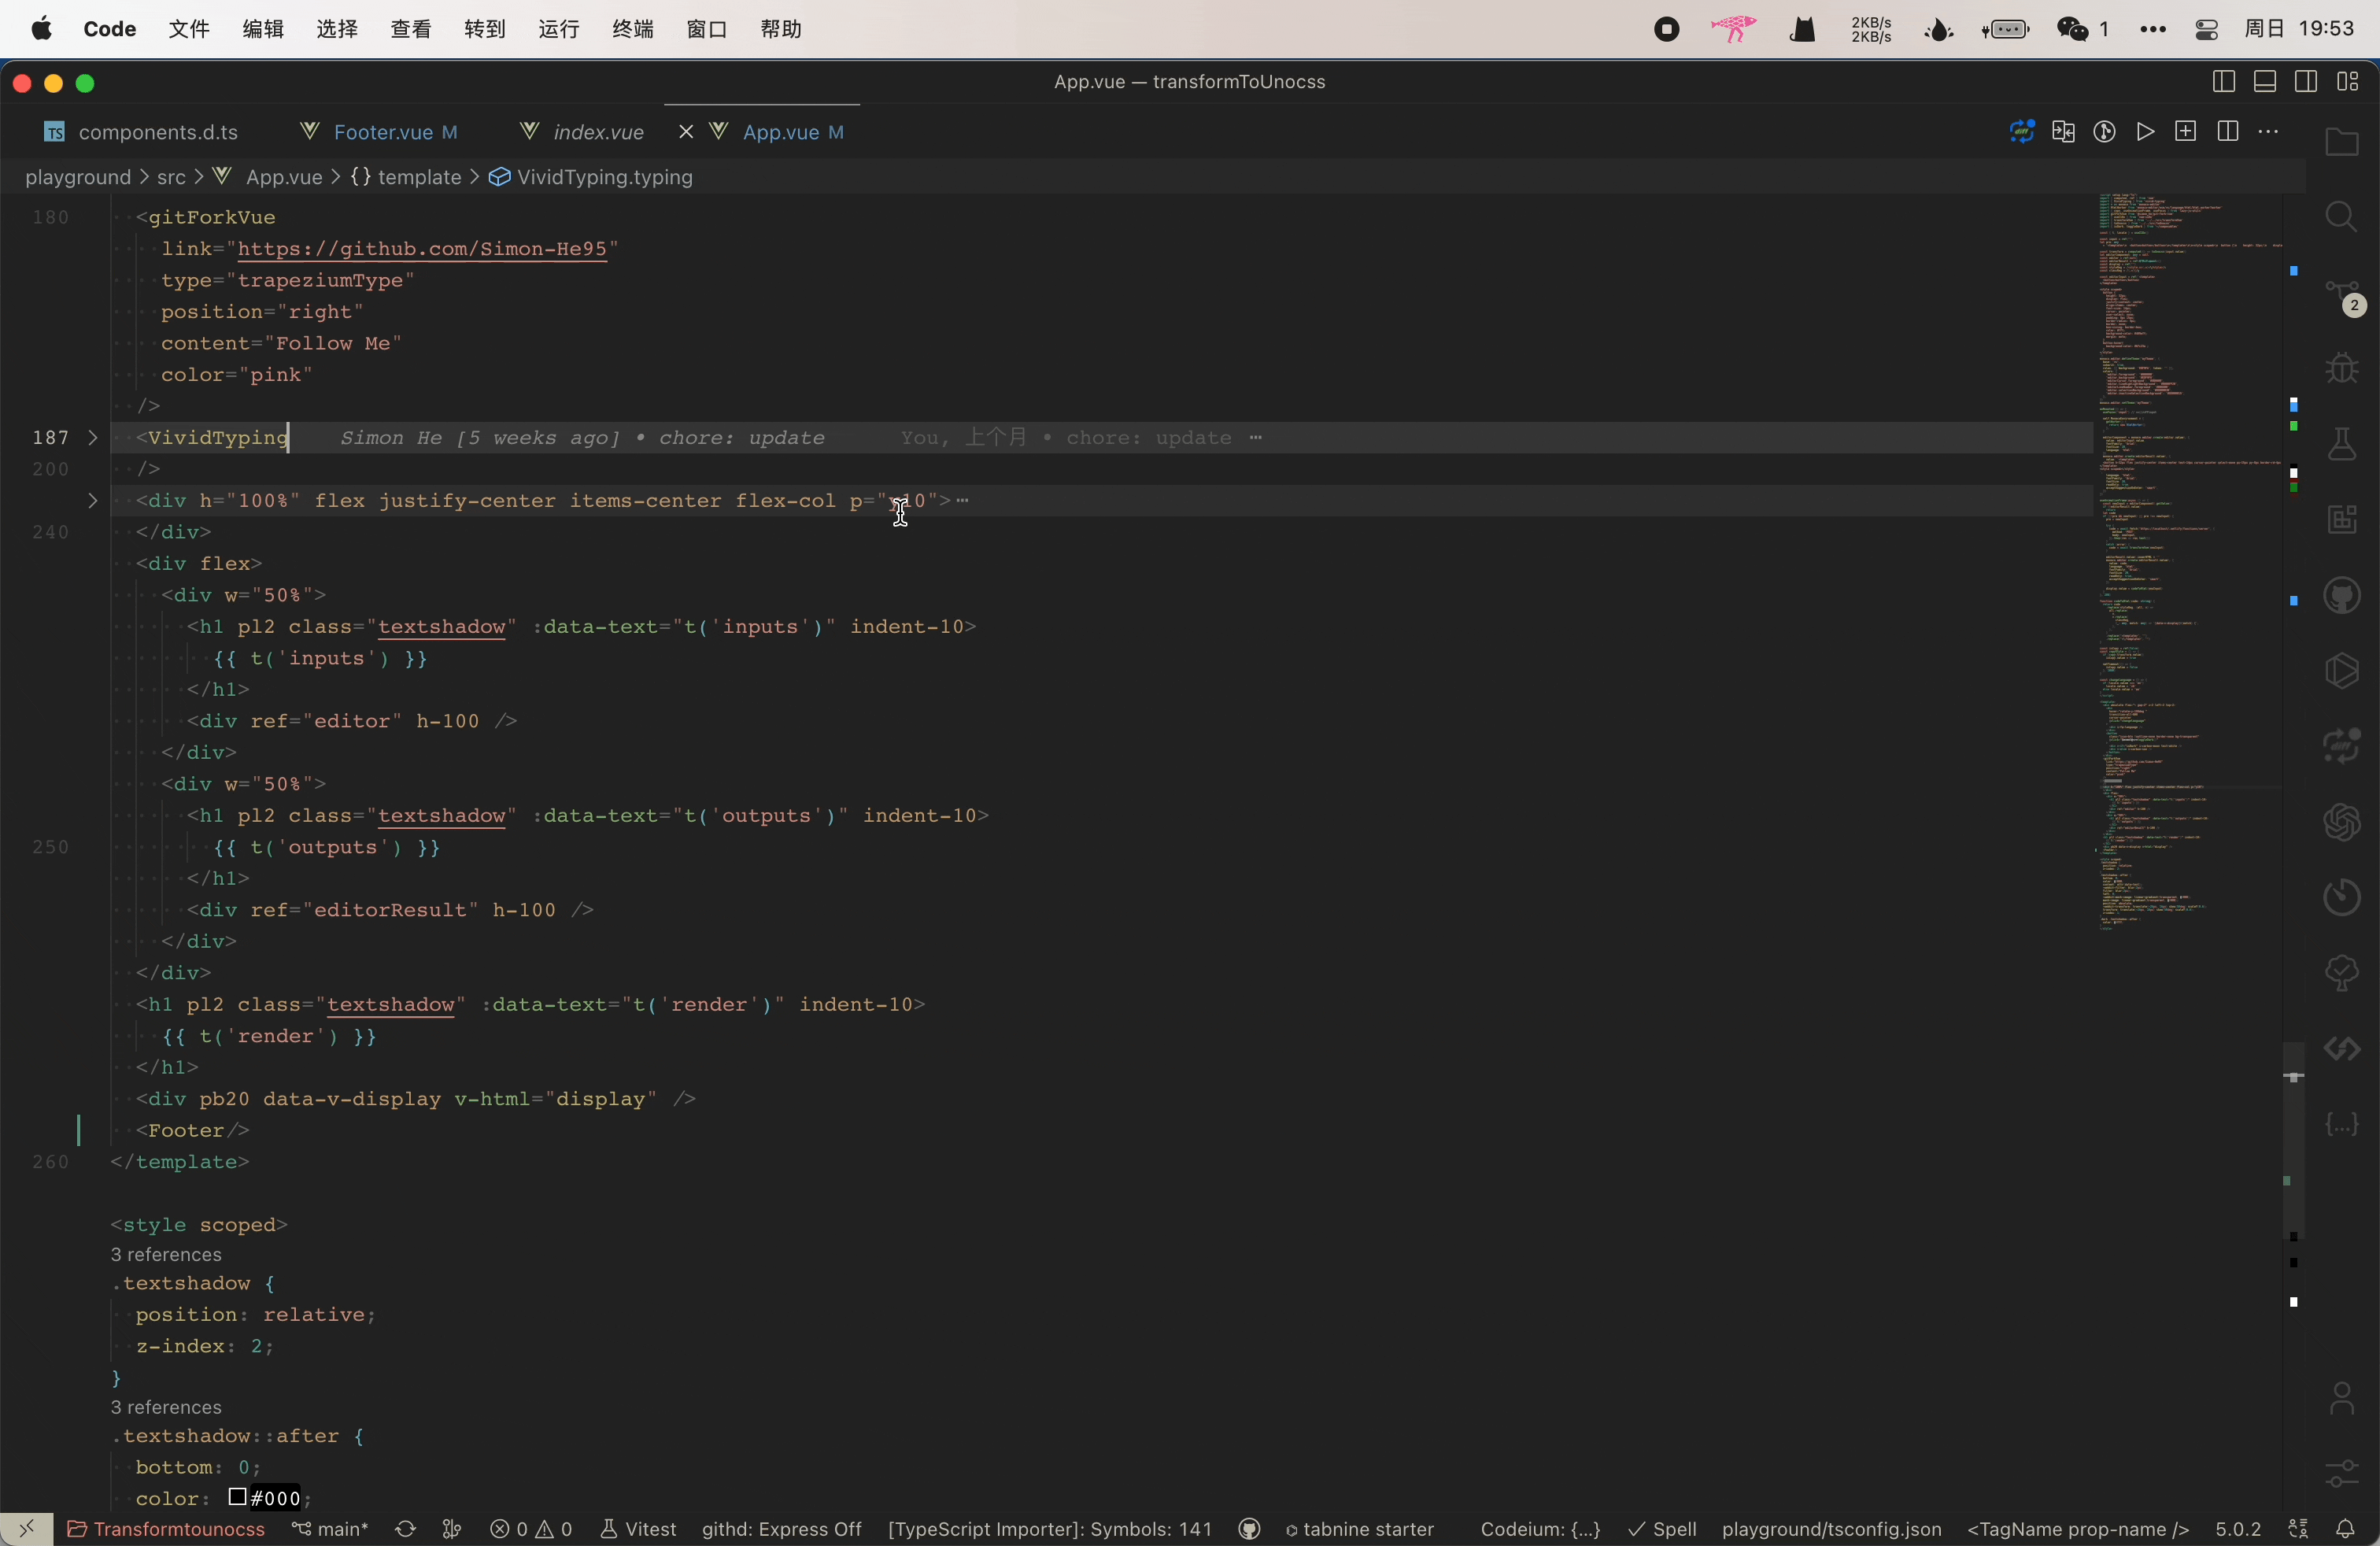 Code 文件 编辑 选择 查看 转到 运行 终端 窗口 帮助 2KB/s 2KB/s 1 周日 19:53
App.vue — transformToUnocss
TS components.d.ts Footer.vue M index.vue App.vue M
playground > src > App.vue > {} template > VividTyping.typing
180 <gitForkVue
link="https://github.com/Simon-He95"
type="trapeziumType"
position="right"
content="Follow Me"
color="pink"
/>
187 <VividTyping Simon He [5 weeks ago] • chore: update You, 上个月 • chore: update ⋯
200 />
<div h="100%" flex justify-center items-center flex-col p="y10">⋯
240 </div>
<div flex>
<div w="50%">
<h1 pl2 class="textshadow" :data-text="t('inputs')" indent-10>
{{ t('inputs') }}
</h1>
<div ref="editor" h-100 />
</div>
<div w="50%">
<h1 pl2 class="textshadow" :data-text="t('outputs')" indent-10>
250 {{ t('outputs') }}
</h1>
<div ref="editorResult" h-100 />
</div>
</div>
<h1 pl2 class="textshadow" :data-text="t('render')" indent-10>
{{ t('render') }}
</h1>
<div pb20 data-v-display v-html="display" />
<Footer/>
260 </template>
<style scoped>
3 references
.textshadow {
position: relative;
z-index: 2;
}
3 references
.textshadow::after {
bottom: 0;
color: #000;
2
Transformtounocss main* 0 0 Vitest githd: Express Off [TypeScript Importer]: Symbols: 141 tabnine starter Codeium: {...} Spell playground/tsconfig.json <TagName prop-name /> 5.0.2